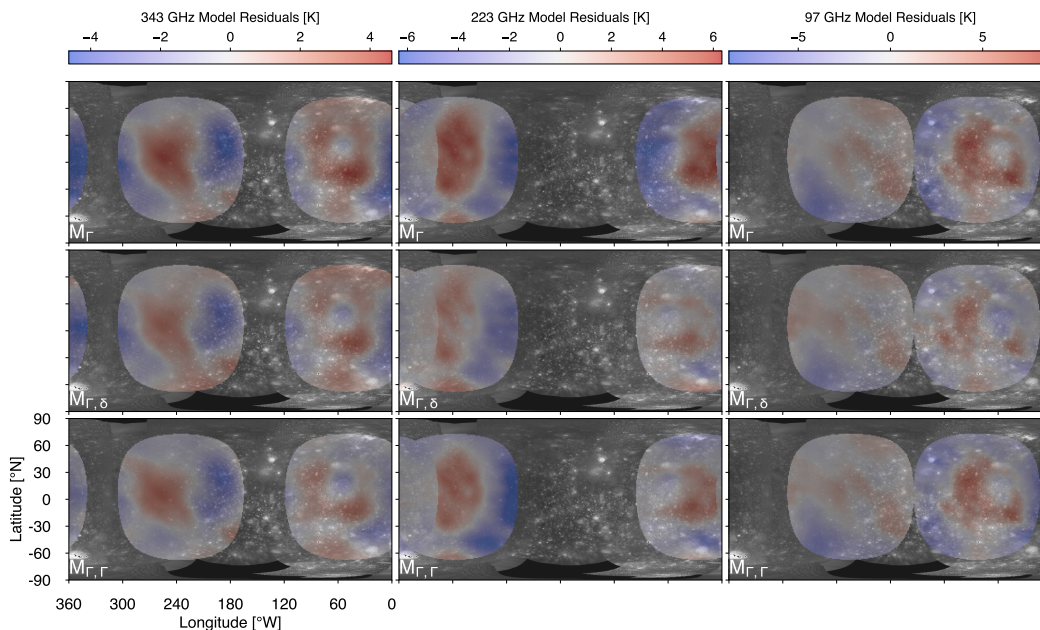 343 GHz Model Residuals [K]
223 GHz Model Residuals [K]
97 GHz Model Residuals [K]
−4 −2 0 2 4
−6 −4 −2 0 2 4 6
−5 0 5
MΓ
MΓ
MΓ
MΓ, δ
MΓ, δ
MΓ, δ
90
60
30
0
-30
-60
-90
Latitude [°N]
MΓ, Γ
MΓ, Γ
MΓ, Γ
360 300 240 180 120 60 0
Longitude [°W]